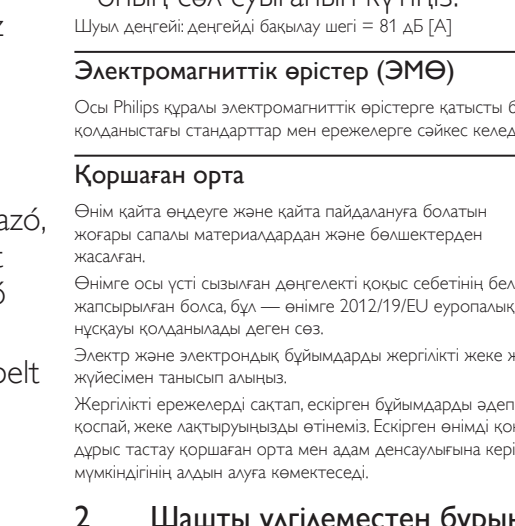 z
оның сәл суығанын күтіңіз.
Шуыл деңгейі: деңгейді бақылау шегі = 81 дБ [A]
Электромагниттік өрістер (ЭМӨ)
Осы Philips құралы электромагниттік өрістерге қатысты б
қолданыстағы стандарттар мен ережелерге сәйкес келед
Қоршаған орта
azó,
Өнім қайта өңдеуге және қайта пайдалануға болатын
жоғары сапалы материалдардан және бөлшектерден
жасалған.
Өнімге осы үсті сызылған дөңгелекті қоқыс себетінің бел
жапсырылған болса, бұл — өнімге 2012/19/EU еуропалық
нұсқауы қолданылады деген сөз.
Электр және электрондық бұйымдарды жергілікті жеке ж
жүйесімен танысып алыңыз.
belt
Жергілікті ережелерді сақтап, ескірген бұйымдарды әдеп
қоспай, жеке лақтыруыңызды өтінеміз. Ескірген өнімді қо
дұрыс тастау қоршаған орта мен адам денсаулығына кері
мүмкіндігінің алдын алуға көмектеседі.
2 Шашты үлгілеместен бұрын